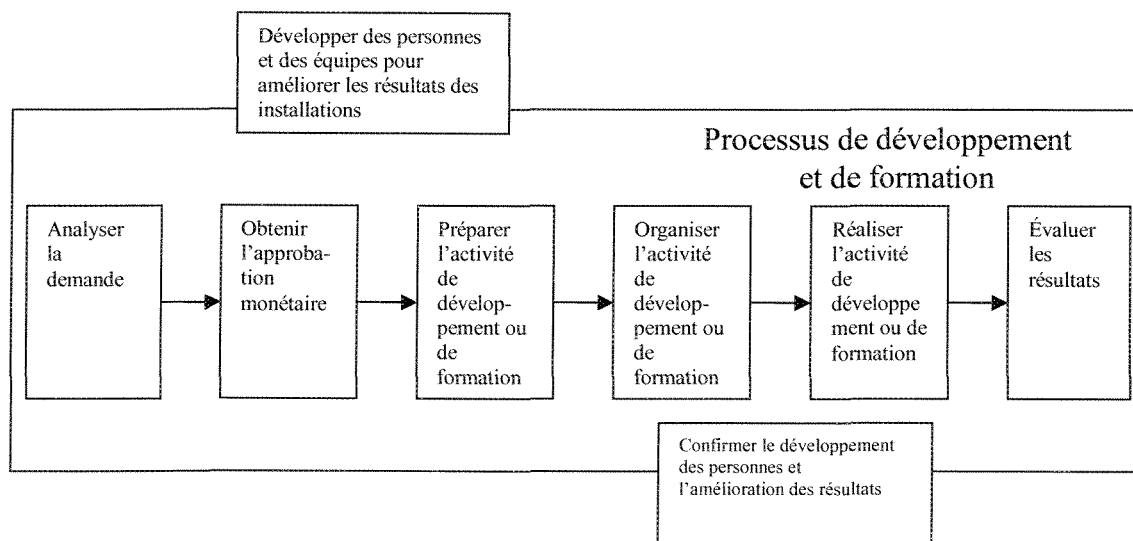 Développer des personnes
et des équipes pour
améliorer les résultats des
installations
Processus de développement
et de formation
Analyser
la
demande
Obtenir
l'approba-
tion
monétaire
Préparer
l'activité
de
dévelop-
pement ou
de
formation
Organiser
l'activité
de
dévelop-
pement ou
de
formation
Réaliser
l'activité
de
développe
ment ou de
formation
Évaluer
les
résultats
Confirmer le développement
des personnes et
l'amélioration des résultats